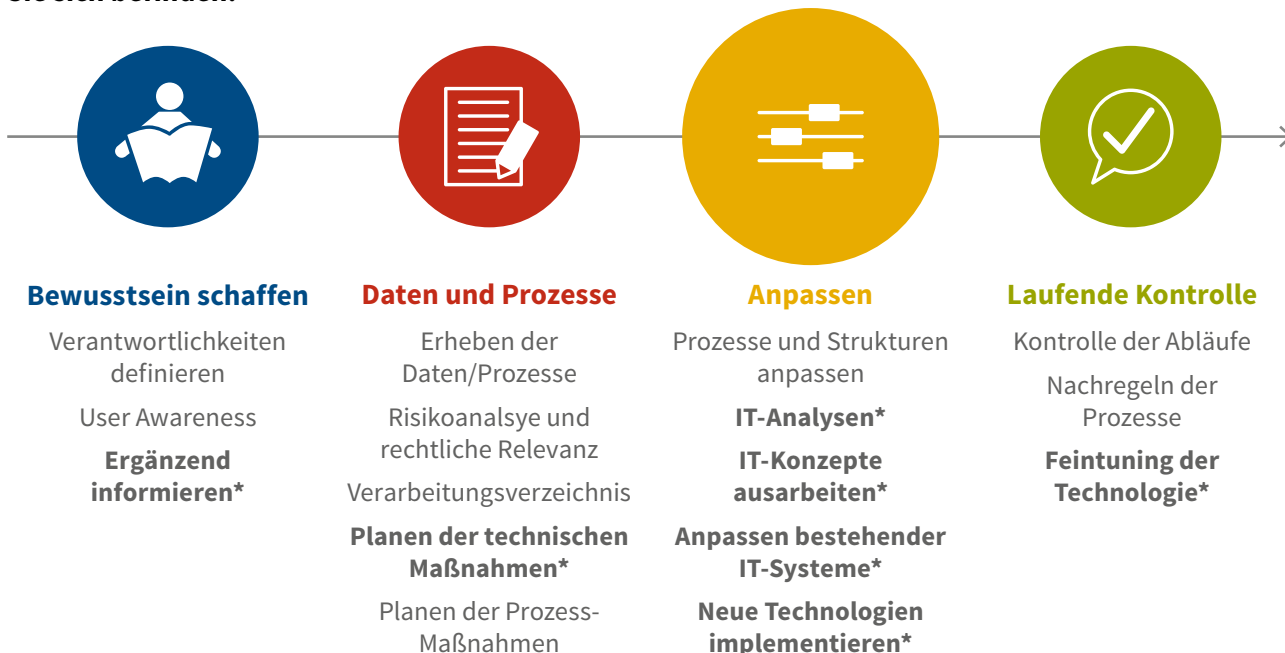 Bewusstsein schaffen
Verantwortlichkeiten
definieren
User Awareness
Ergänzend
informieren*
Daten und Prozesse
Erheben der
Daten/Prozesse
Risikoanalsye und
rechtliche Relevanz
Verarbeitungsverzeichnis
Planen der technischen
Maßnahmen*
Planen der Prozess-
Maßnahmen
Anpassen
Prozesse und Strukturen
anpassen
IT-Analysen*
IT-Konzepte
ausarbeiten*
Anpassen bestehender
IT-Systeme*
Neue Technologien
implementieren*
Laufende Kontrolle
Kontrolle der Abläufe
Nachregeln der
Prozesse
Feintuning der
Technologie*